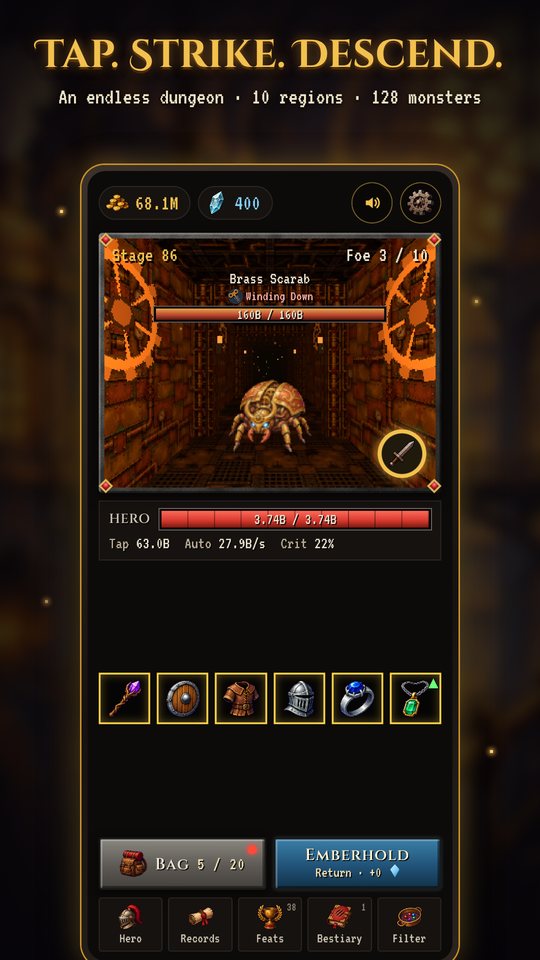 Tap. Strike. Descend.
An endless dungeon · 10 regions · 128 monsters
68.1M
400
Stage 86
Foe 3 / 10
Brass Scarab
Winding Down
160B / 160B
HERO
3.74B / 3.74B
Tap 63.0B Auto 27.9B/s Crit 22%
Bag 5 / 20
Emberhold
Return · +0
38
1
Hero
Records
Feats
Bestiary
Filter